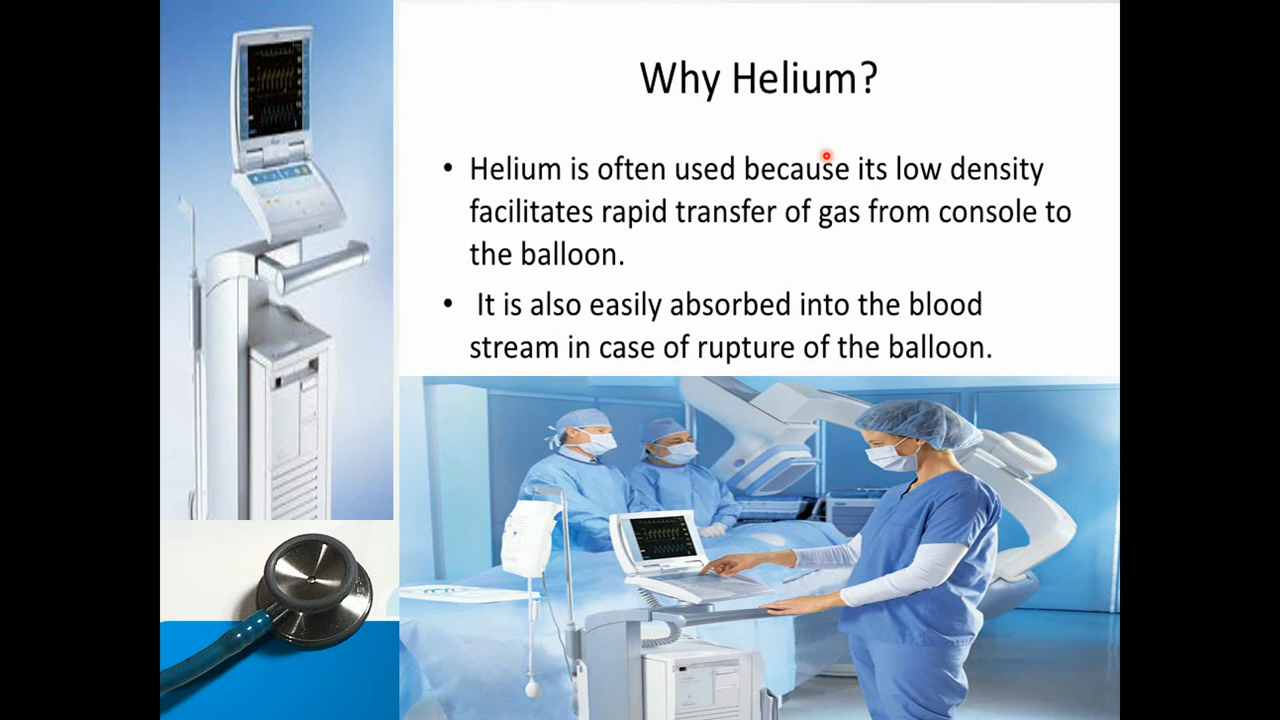 Why Helium?
• Helium is often used because its low density
facilitates rapid transfer of gas from console to
the balloon.
• It is also easily absorbed into the blood
stream in case of rupture of the balloon.